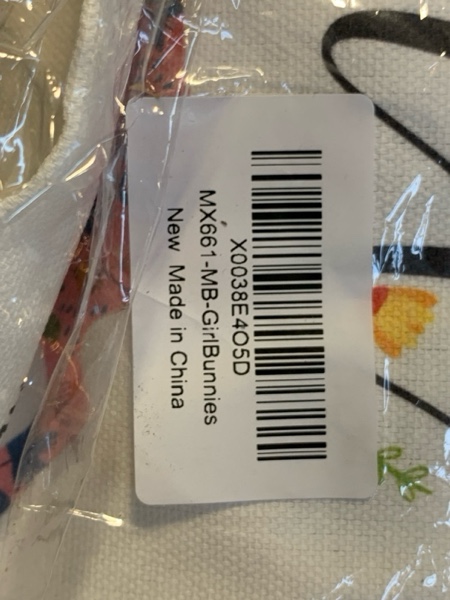 X0038E4O5D
MX661-MB-GirlBunnies
New Made in China